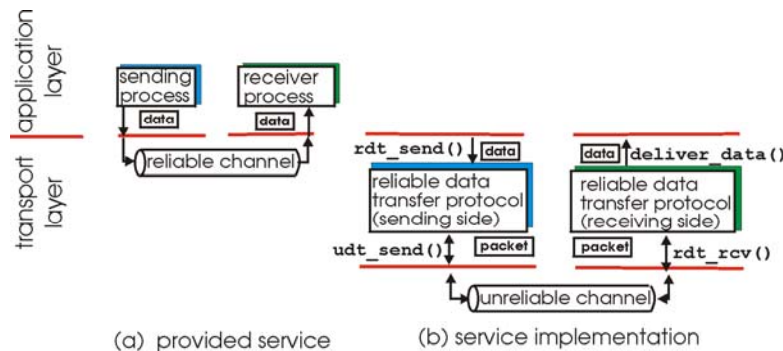 application
layer
transport
layer
sending
process
receiver
process
data
data
reliable channel
(a) provided service
rdt_send()
data
data
deliver_data()
reliable data
transfer protocol
(sending side)
reliable data
transfer protocol
(receiving side)
udt_send()
packet
packet
rdt_rcv()
unreliable channel
(b) service implementation